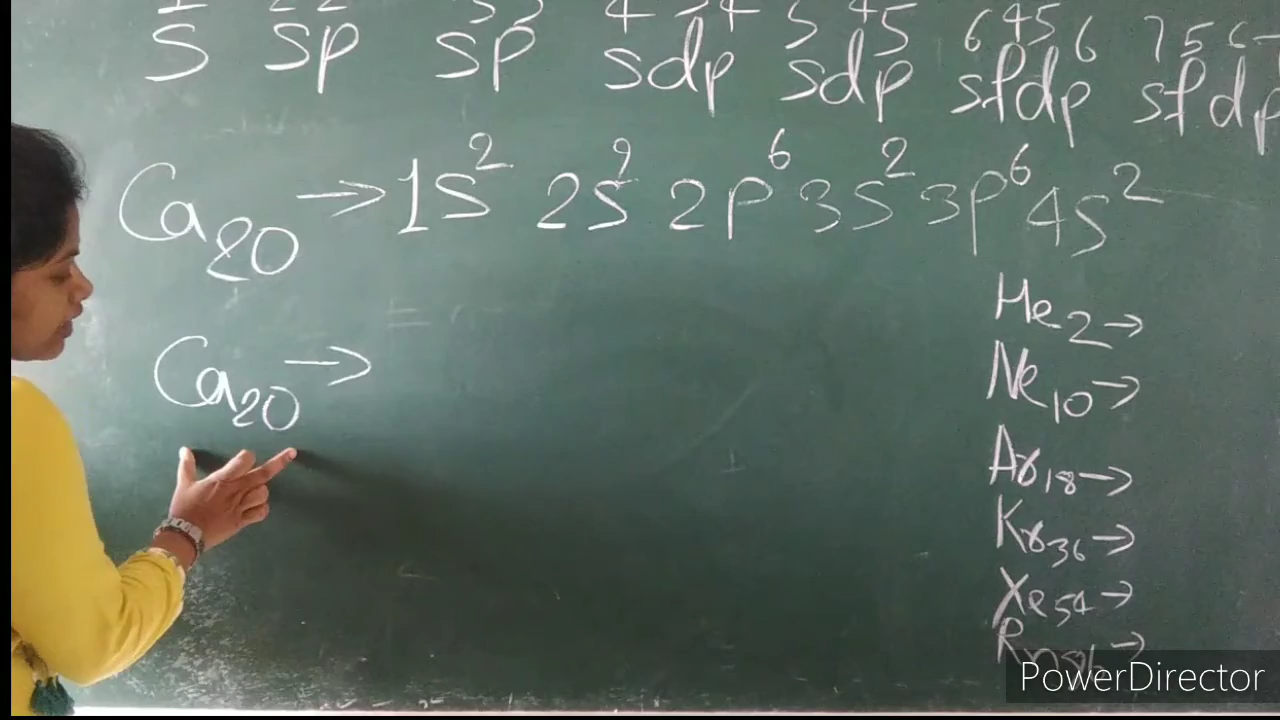 s sp sp sdp sdp sfdp sfdp
Ca20 → 1S² 2S² 2P⁶ 3S² 3P⁶ 4S²
He2 →
Ca20 →
Ne10 →
Ar18 →
Kr36 →
Xe54 →
Rn86 →
PowerDirector